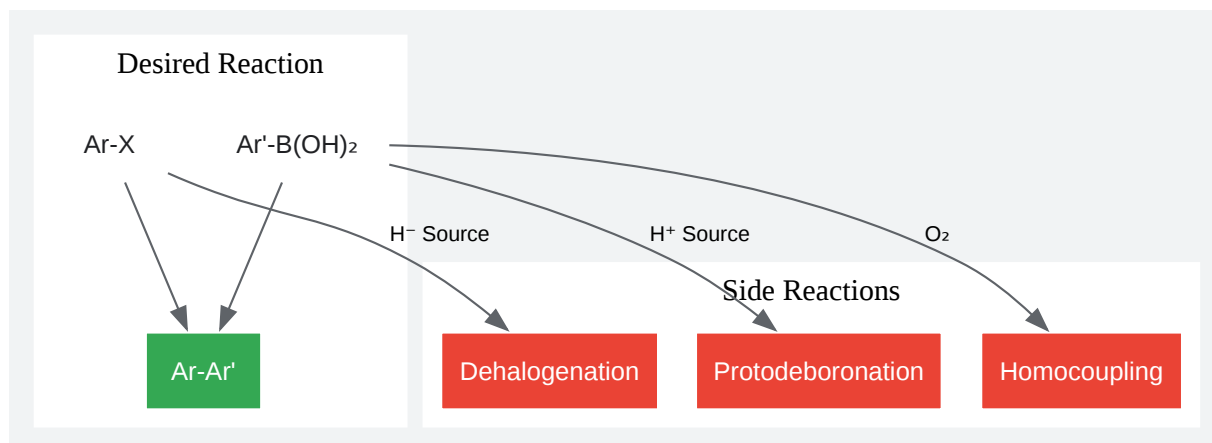 Desired Reaction
Ar-X
Ar'-B(OH)₂
H⁻ Source
H⁺ Source
O₂
Side Reactions
Ar-Ar'
Dehalogenation
Protodeboronation
Homocoupling